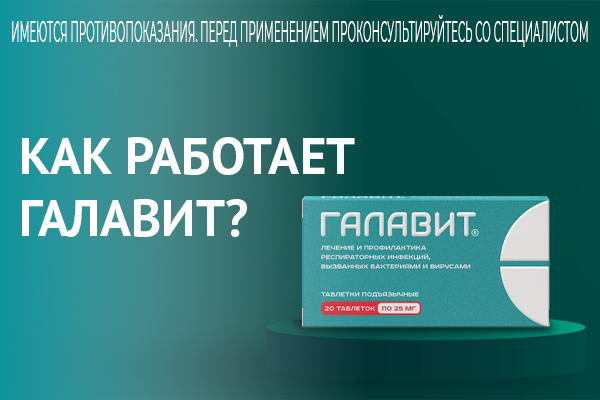 ИМЕЮТСЯ ПРОТИВОПОКАЗАНИЯ. ПЕРЕД ПРИМЕНЕНИЕМ ПРОКОНСУЛЬТИРУЙТЕСЬ СО СПЕЦИАЛИСТОМ
КАК РАБОТАЕТ
ГАЛАВИТ?
ГАЛАВИТ
ГАЛАВИТ®
ЛЕЧЕНИЕ И ПРОФИЛАКТИКА
РЕСПИРАТОРНЫХ ИНФЕКЦИЙ,
ВЫЗВАННЫХ БАКТЕРИЯМИ И ВИРУСАМИ
ТАБЛЕТКИ ПОДЪЯЗЫЧНЫЕ
20 ТАБЛЕТОК ПО 25 МГ